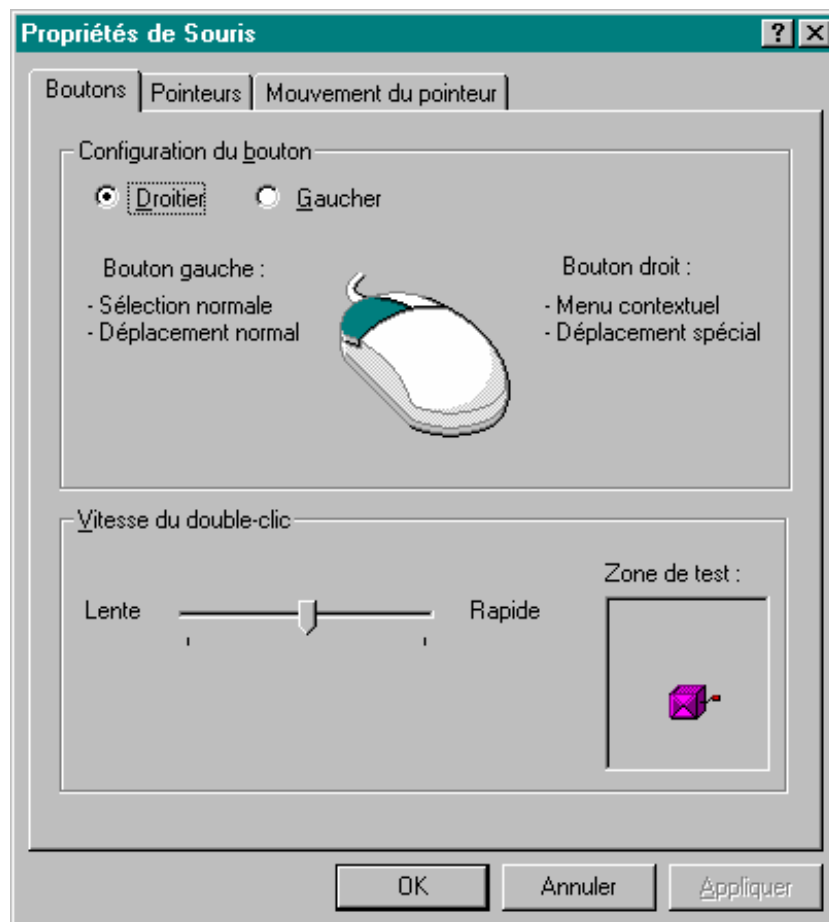 Propriétés de Souris
Boutons Pointeurs Mouvement du pointeur
Configuration du bouton
Droitier Gaucher
Bouton gauche :
- Sélection normale
- Déplacement normal
Bouton droit :
- Menu contextuel
- Déplacement spécial
Vitesse du double-clic
Zone de test :
Lente Rapide
OK Annuler Appliquer